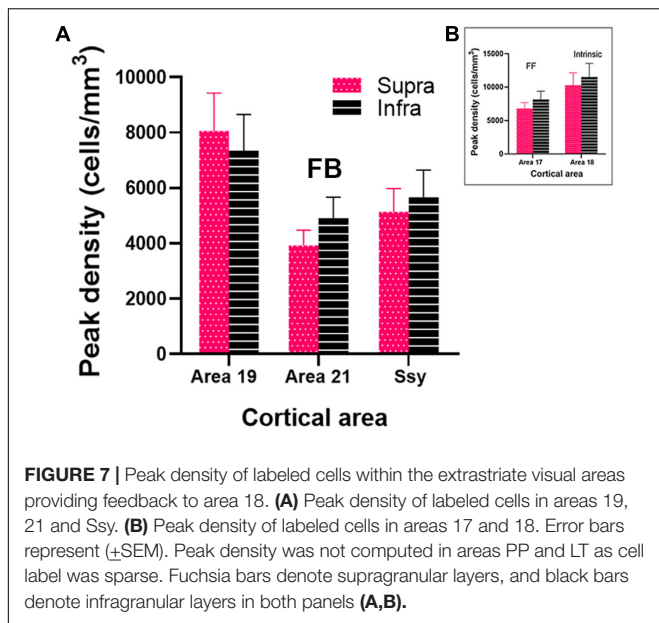 A
Peak density (cells/mm³)
10000
8000
6000
4000
2000
0
Supra
Infra
FB
Area 19 Area 21 Ssy
Cortical area
B
Peak density (cells/mm³)
15000
10000
5000
0
FF
Intrinsic
Area 17 Area 18
Cortical area
FIGURE 7 | Peak density of labeled cells within the extrastriate visual areas
providing feedback to area 18. (A) Peak density of labeled cells in areas 19,
21 and Ssy. (B) Peak density of labeled cells in areas 17 and 18. Error bars
represent (±SEM). Peak density was not computed in areas PP and LT as cell
label was sparse. Fuchsia bars denote supragranular layers, and black bars
denote infragranular layers in both panels (A,B).